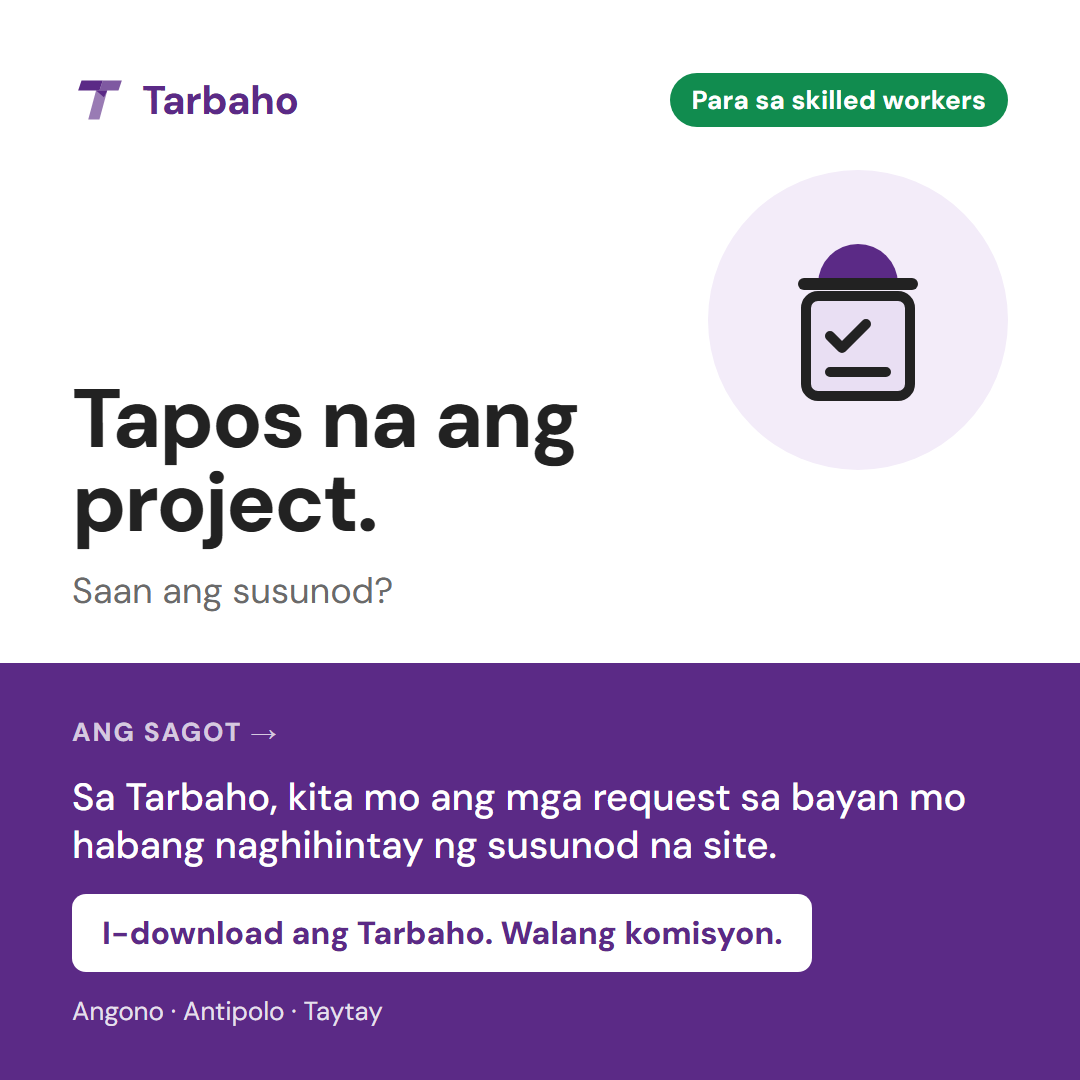 Tarbaho
Para sa skilled workers
Tapos na ang
project.
Saan ang susunod?
ANG SAGOT →
Sa Tarbaho, kita mo ang mga request sa bayan mo
habang naghihintay ng susunod na site.
I-download ang Tarbaho. Walang komisyon.
Angono · Antipolo · Taytay